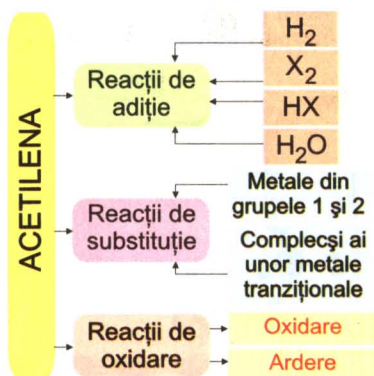 ACETILENA
Reacții de
adiție
H₂
X₂
HX
H₂O
Reacții de
substituție
Metale din
grupele 1 și 2
Complecși ai
unor metale
tranziționale
Reacții de
oxidare
Oxidare
Ardere